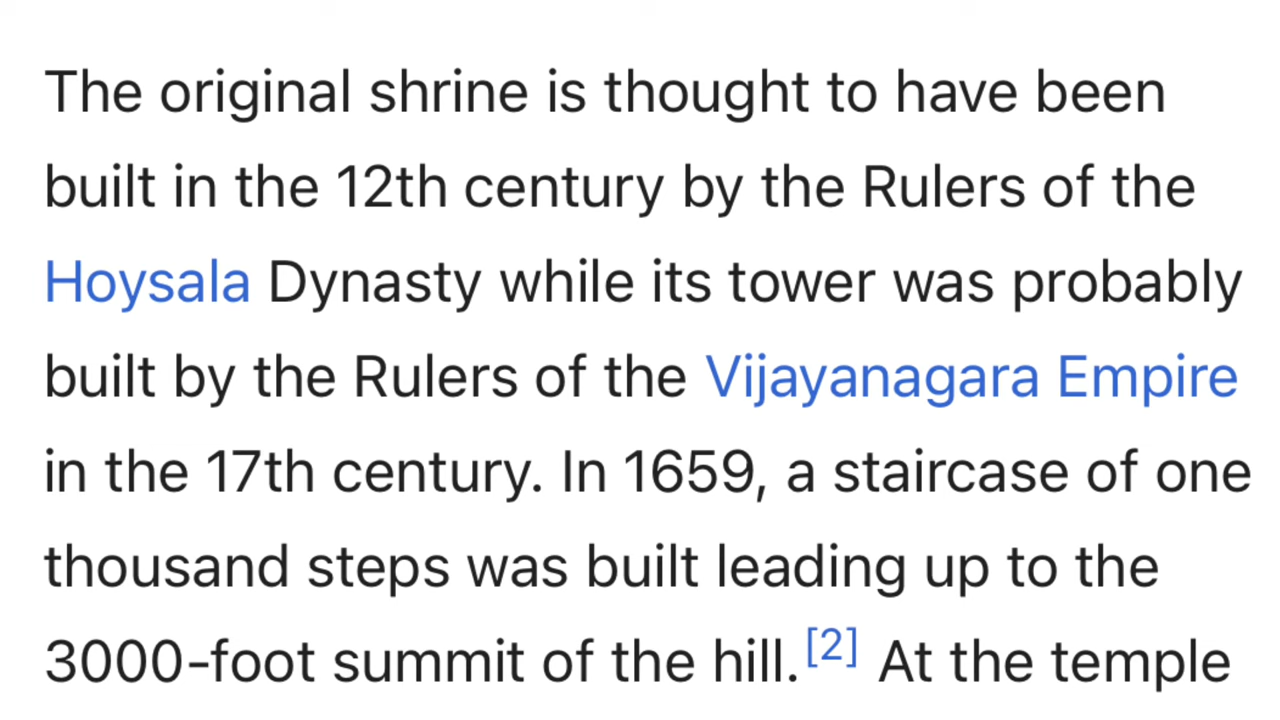 The original shrine is thought to have been
built in the 12th century by the Rulers of the
Hoysala Dynasty while its tower was probably
built by the Rulers of the Vijayanagara Empire
in the 17th century. In 1659, a staircase of one
thousand steps was built leading up to the
3000-foot summit of the hill.[2] At the temple